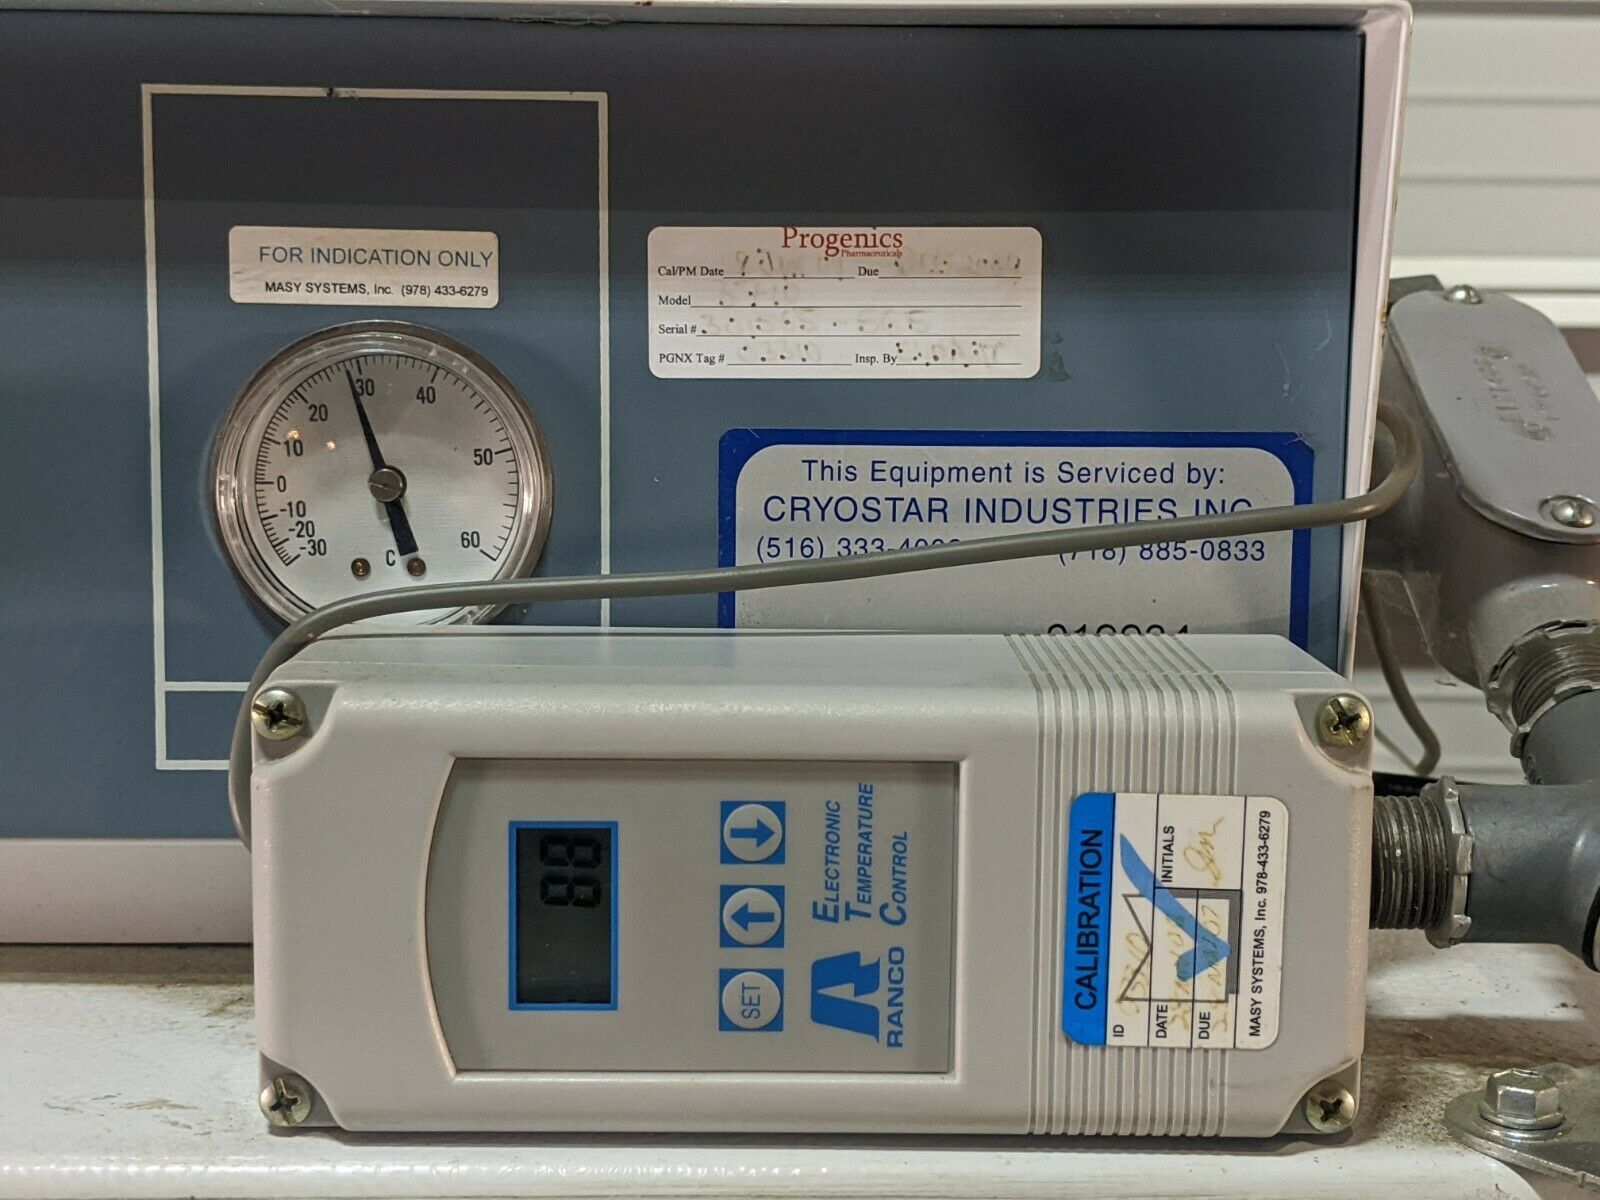 FOR INDICATION ONLY
MASY SYSTEMS, Inc. (978) 433-6279
Progenics
Pharmaceuticals
Cal/PM Date Due
Model
Serial #
PGNX Tag # Insp. By
-30
-20
-10
0
10
20
30
40
50
60
C
This Equipment is Serviced by:
CRYOSTAR INDUSTRIES INC.
(516) 333- (718) 885-0833
88
SET
RANCO
ELECTRONIC
TEMPERATURE
CONTROL
CALIBRATION
ID
DATE INITIALS
DUE
MASY SYSTEMS, Inc. 978-433-6279